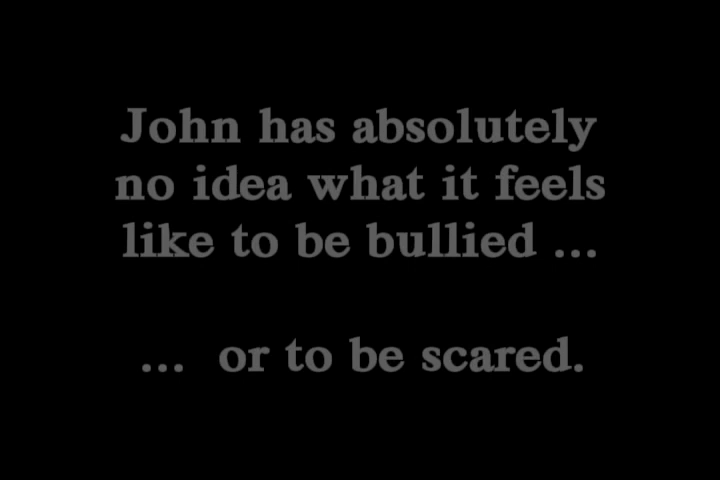 John has absolutely
no idea what it feels
like to be bullied ...
... or to be scared.